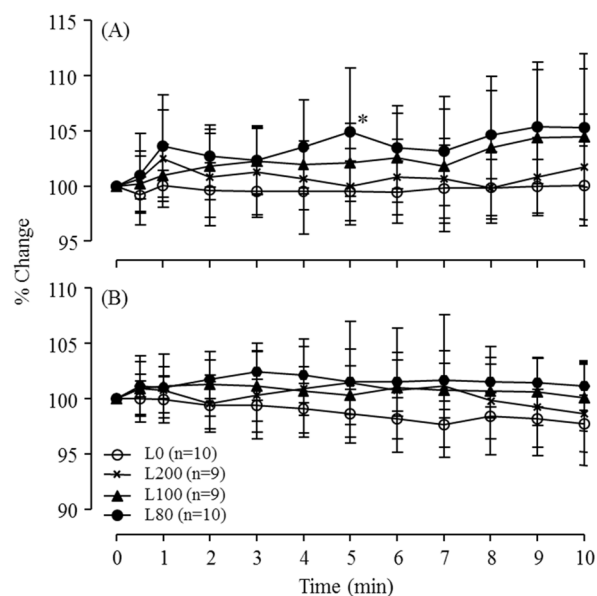 115
(A)
110
*
105
100
95
% Change
110
(B)
105
100
95
90
L0 (n=10)
L200 (n=9)
L100 (n=9)
L80 (n=10)
0 1 2 3 4 5 6 7 8 9 10
Time (min)